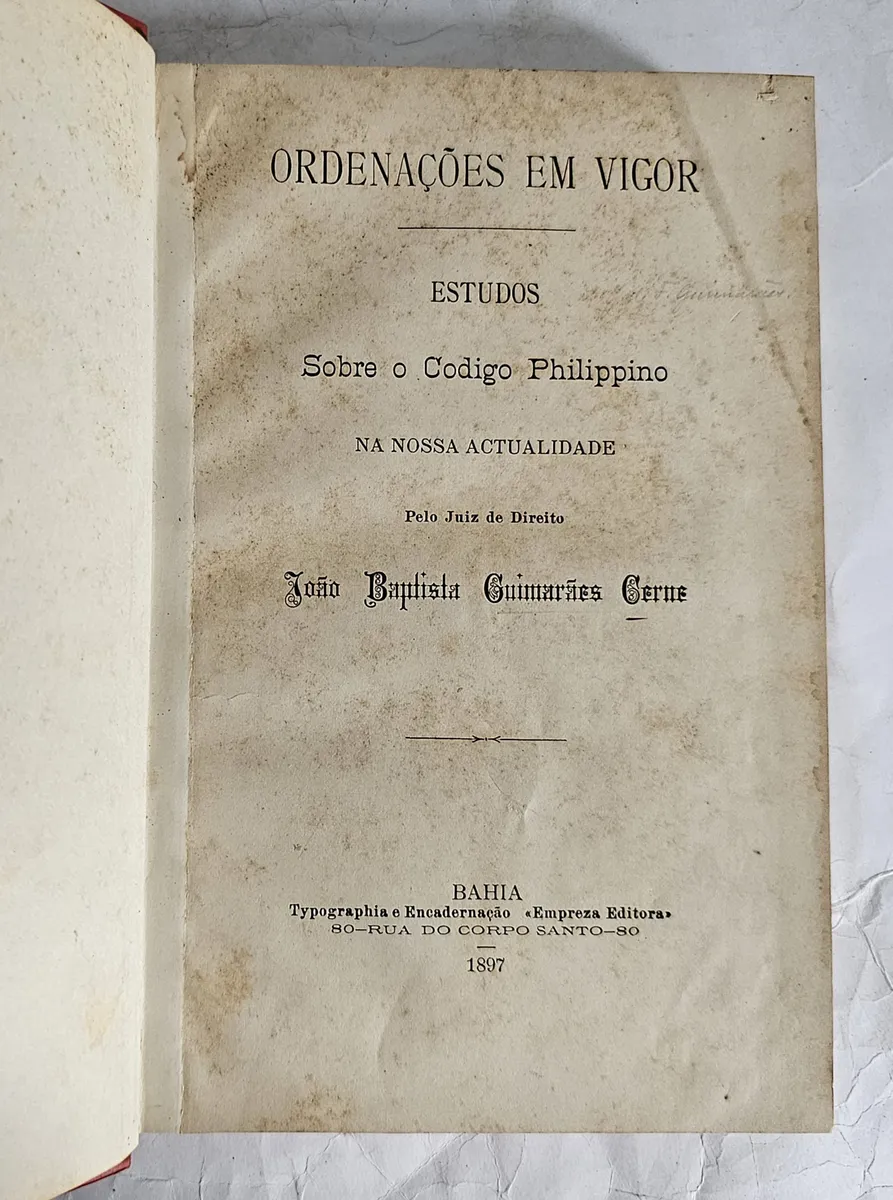 ORDENAÇÕES EM VIGOR
ESTUDOS
Guimarães.
Sobre o Codigo Philippino
NA NOSSA ACTUALIDADE
Pelo Juiz de Direito
João Baptista Guimarães Cerne
BAHIA
Typographia e Encadernação «Empreza Editora»
80—RUA DO CORPO SANTO—80
1897